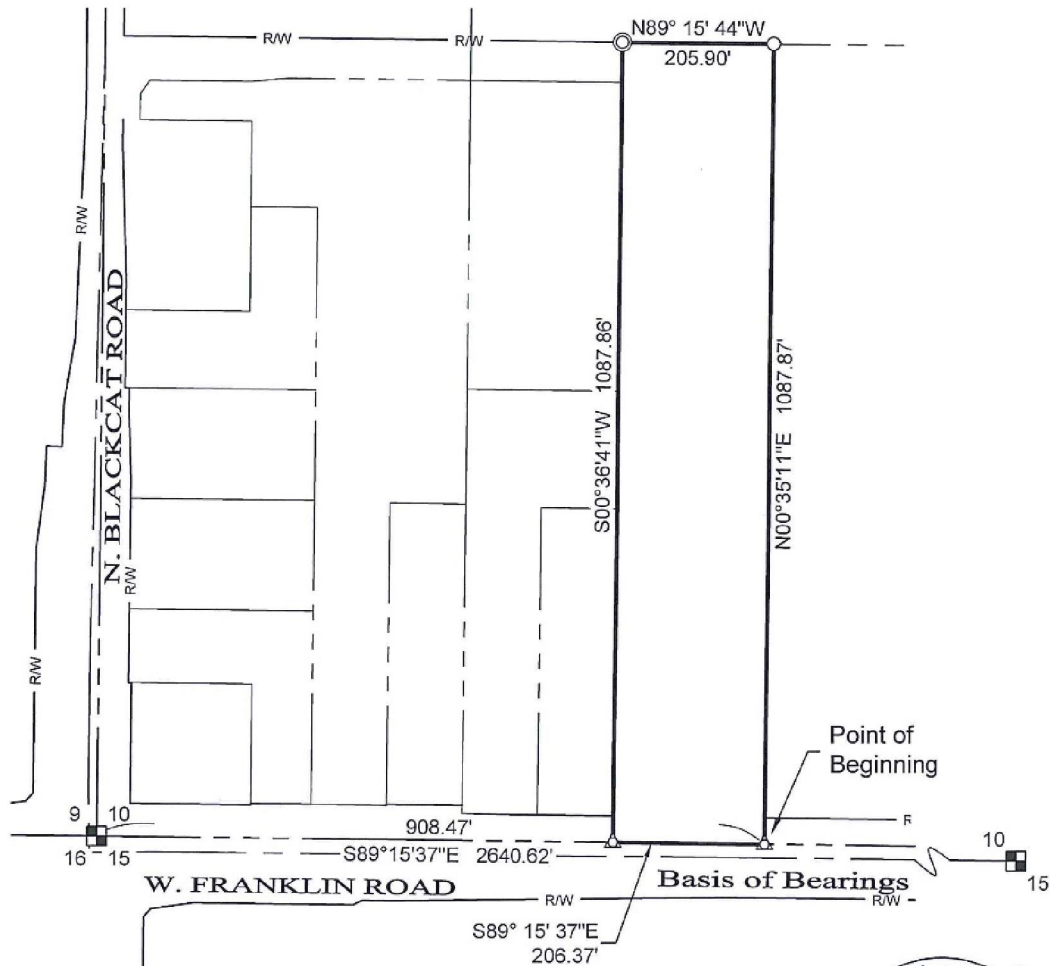 N89° 15' 44"W
205.90'
R/W
R/W
R/W
N. BLACKCAT ROAD
R/W
R/W
S00°36'41"W 1087.86'
N00°35'11"E 1087.87'
Point of
Beginning
9 10
16 15
908.47'
S89°15'37"E 2640.62'
R
10
15
W. FRANKLIN ROAD
Basis of Bearings
R/W
R/W
S89° 15' 37"E
206.37'